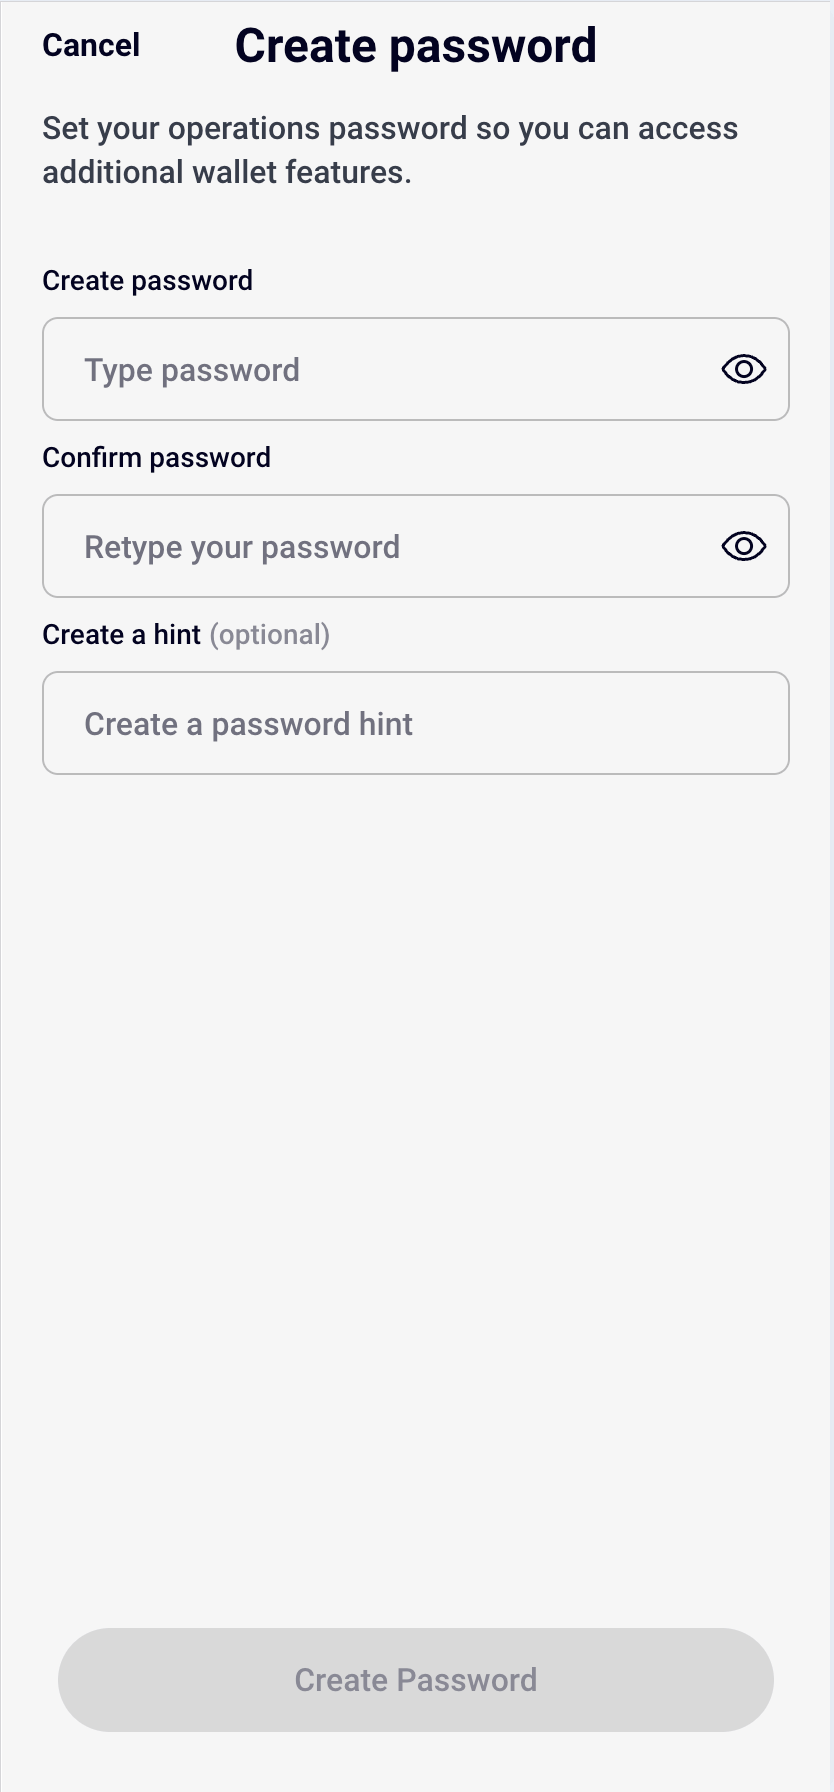 Cancel
Create password
Set your operations password so you can access
additional wallet features.
Create password
Type password
Confirm password
Retype your password
Create a hint (optional)
Create a password hint
Create Password